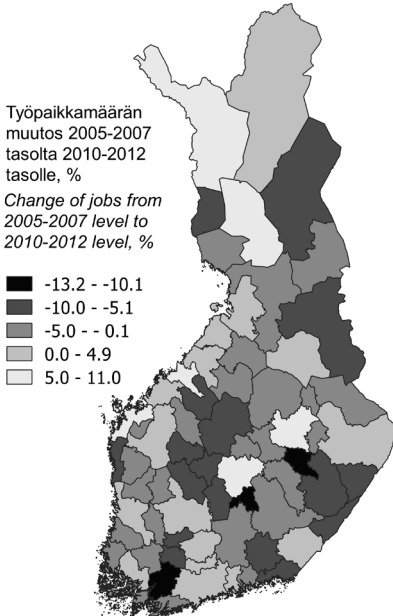 Työpaikkamäärän
muutos 2005-2007
tasolta 2010-2012
tasolle, %
Change of jobs from
2005-2007 level to
2010-2012 level, %
-13.2 - -10.1
-10.0 - -5.1
-5.0 - - 0.1
0.0 - 4.9
5.0 - 11.0